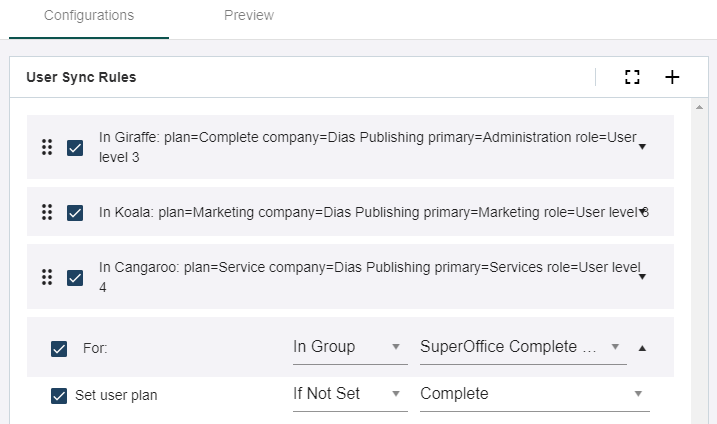 Configurations Preview
User Sync Rules
In Giraffe: plan=Complete company=Dias Publishing primary=Administration role=User
level 3
In Koala: plan=Marketing company=Dias Publishing primary=Marketing role=User level 6
In Cangaroo: plan=Service company=Dias Publishing primary=Services role=User level
4
For: In Group SuperOffice Complete ...
Set user plan If Not Set Complete